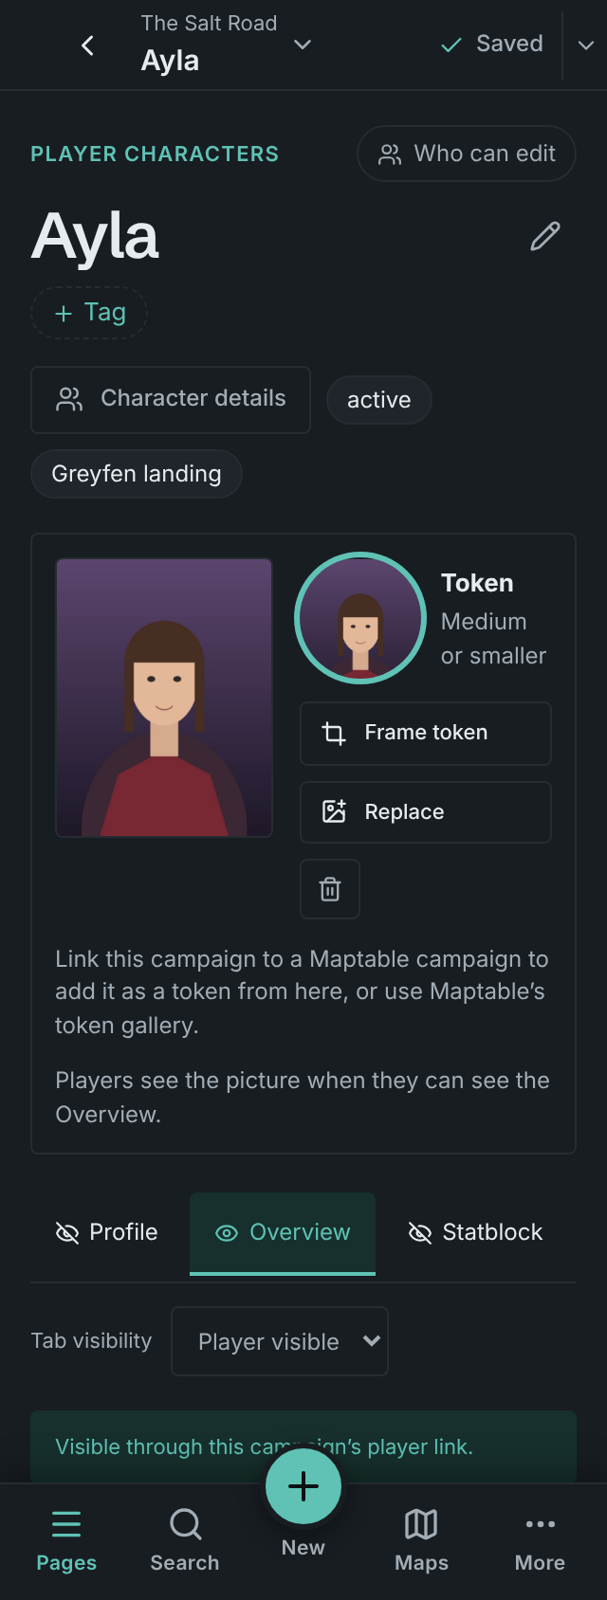 The Salt Road
Ayla
Saved
PLAYER CHARACTERS
Who can edit
Ayla
+ Tag
Character details
active
Greyfen landing
Token
Medium
or smaller
Frame token
Replace
Link this campaign to a Maptable campaign to
add it as a token from here, or use Maptable’s
token gallery.
Players see the picture when they can see the
Overview.
Profile
Overview
Statblock
Tab visibility
Player visible
Visible through this campaign’s player link.
Pages
Search
New
Maps
More